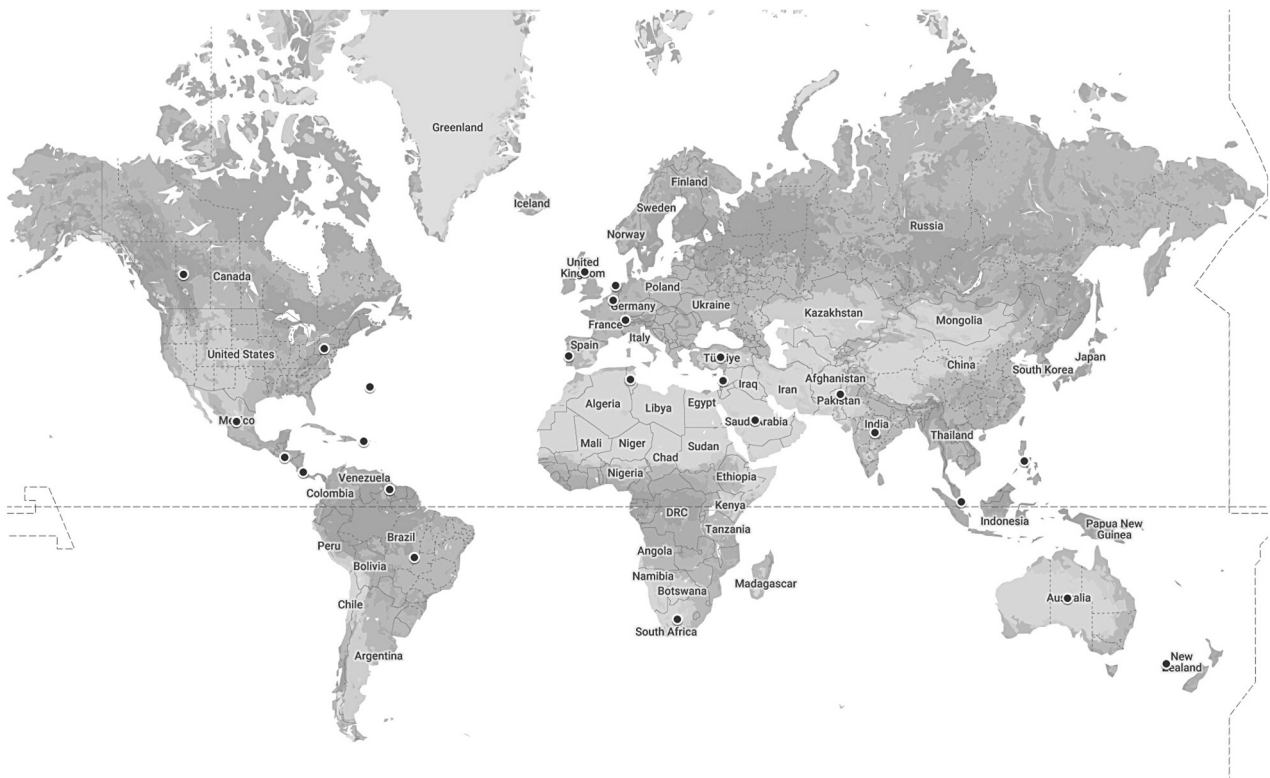 Greenland
Iceland
Finland
Sweden
Norway
Russia
United
Kingdom
Canada
Poland
Germany
Ukraine
Kazakhstan
Mongolia
France
Italy
Spain
Türkiye
United States
Japan
South Korea
China
Afghanistan
Iraq
Iran
Pakistan
Algeria
Libya
Egypt
Saudi Arabia
Mexico
India
Thailand
Mali
Niger
Sudan
Chad
Nigeria
Ethiopia
Venezuela
Colombia
Kenya
DRC
Tanzania
Indonesia
Papua New
Guinea
Brazil
Peru
Bolivia
Angola
Namibia
Botswana
Madagascar
Chile
Australia
South Africa
Argentina
New
Zealand